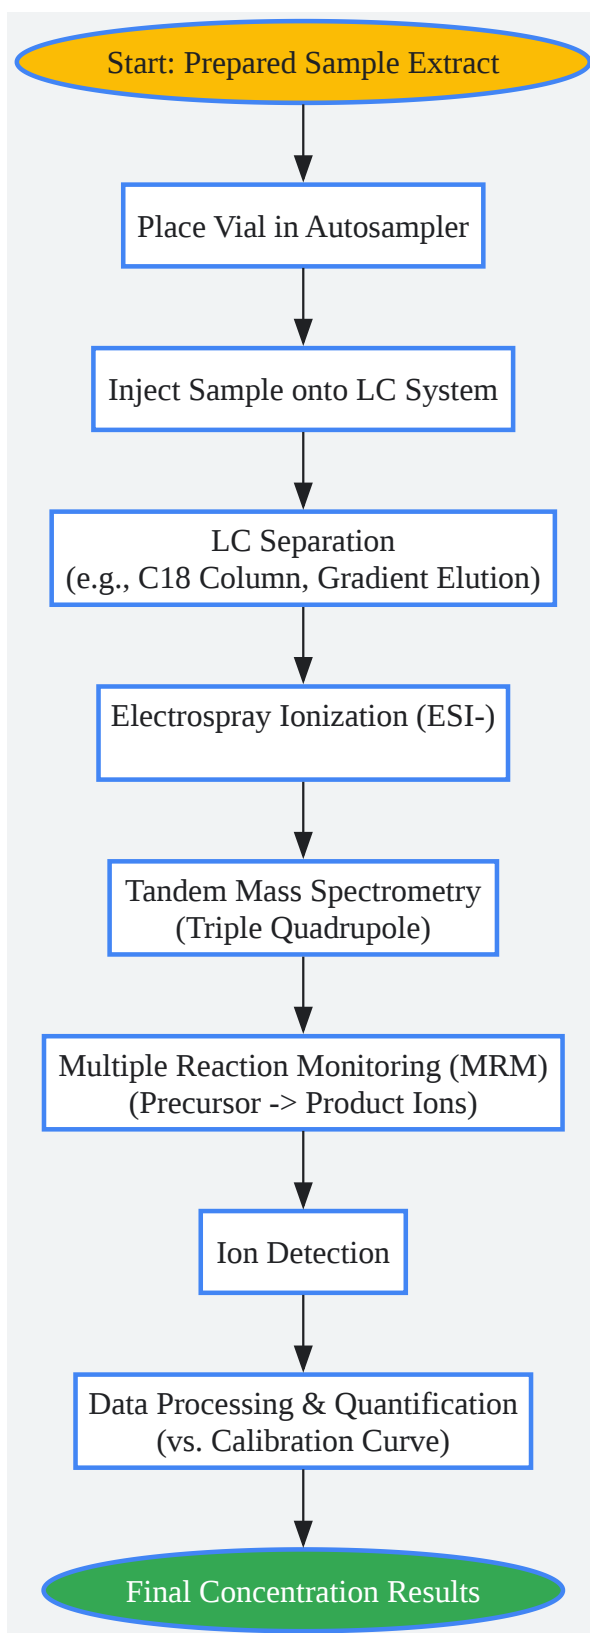 Start: Prepared Sample Extract
Place Vial in Autosampler
Inject Sample onto LC System
LC Separation
(e.g., C18 Column, Gradient Elution)
Electrospray Ionization (ESI-)
Tandem Mass Spectrometry
(Triple Quadrupole)
Multiple Reaction Monitoring (MRM)
(Precursor -> Product Ions)
Ion Detection
Data Processing & Quantification
(vs. Calibration Curve)
Final Concentration Results